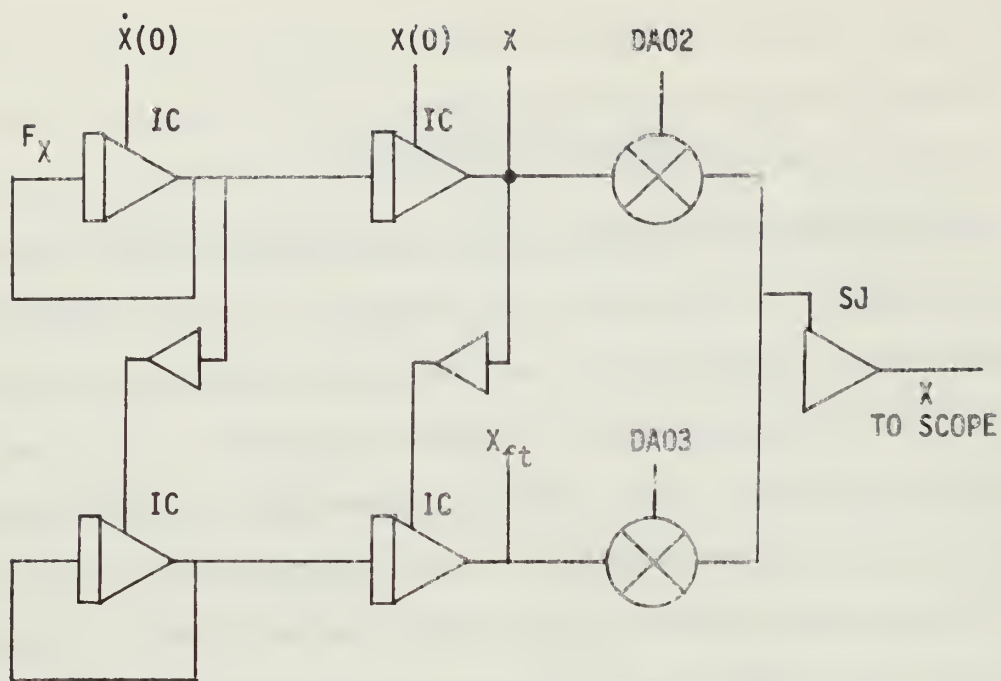 Ẋ(0)
X(0)
X
DA02
IC
IC
F_X
SJ
X
TO SCOPE
X_ft
DA03
IC
IC